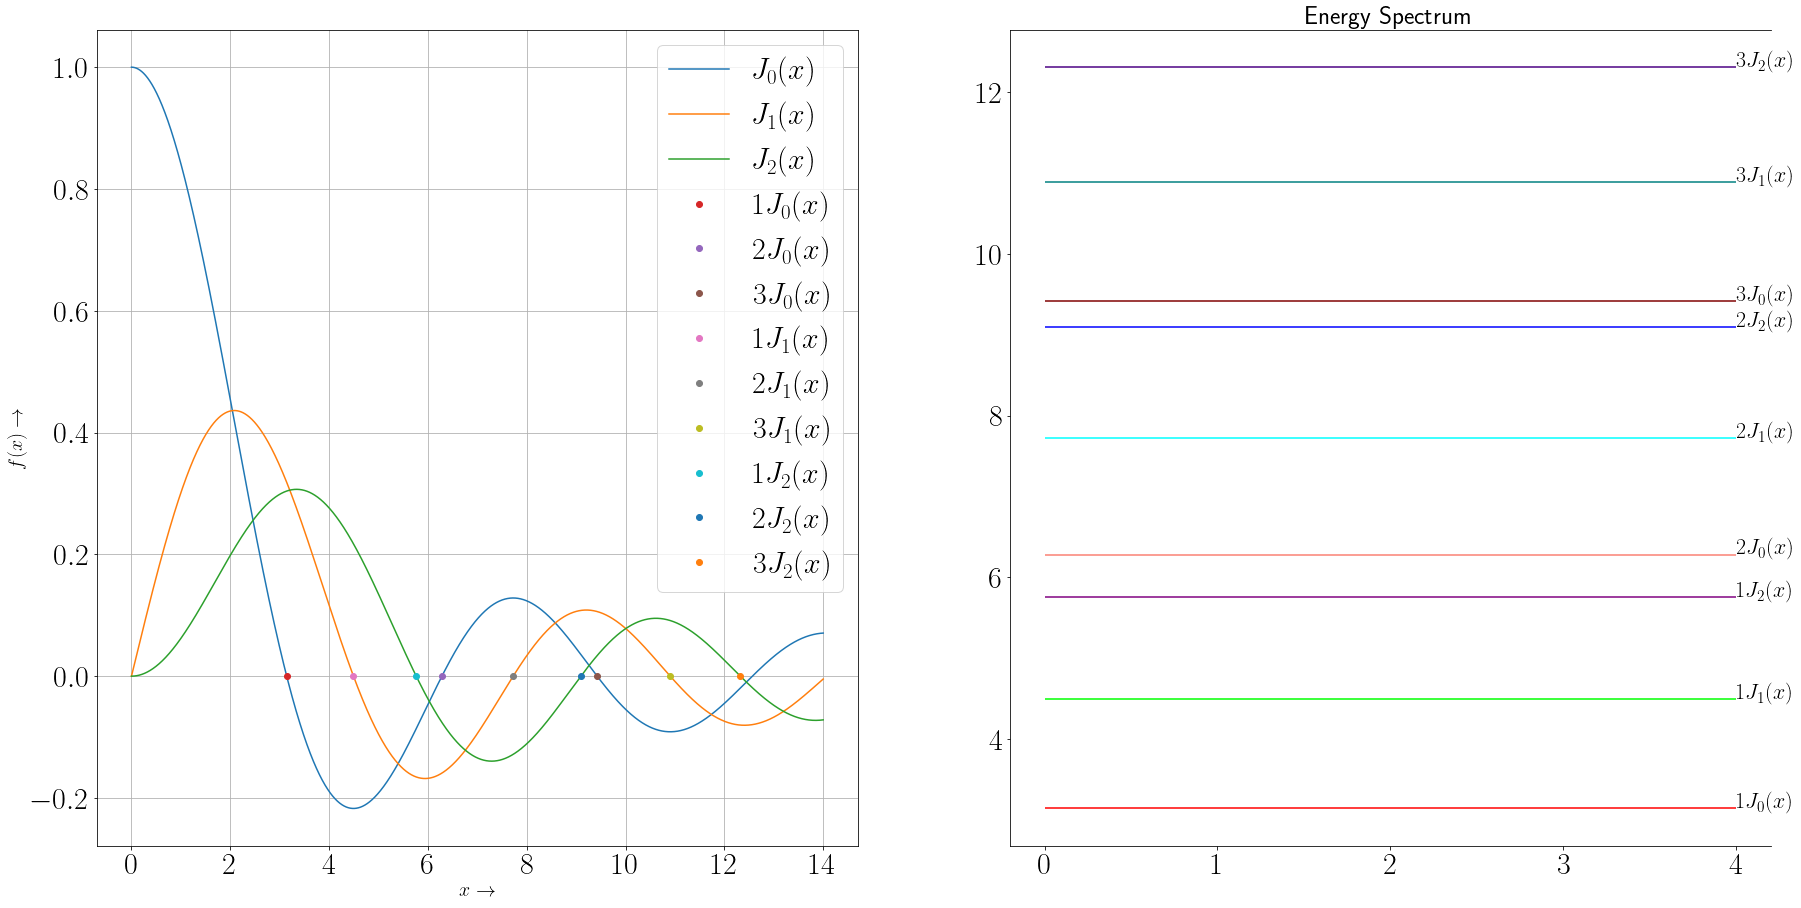 1.0
0.8
0.6
0.4
0.2
0.0
−0.2
f(x) →
0 2 4 6 8 10 12 14
x →
J₀(x)
J₁(x)
J₂(x)
1J₀(x)
2J₀(x)
3J₀(x)
1J₁(x)
2J₁(x)
3J₁(x)
1J₂(x)
2J₂(x)
3J₂(x)
Energy Spectrum
12
10
8
6
4
0 1 2 3 4
3J₂(x)
3J₁(x)
3J₀(x)
2J₂(x)
2J₁(x)
2J₀(x)
1J₂(x)
1J₁(x)
1J₀(x)